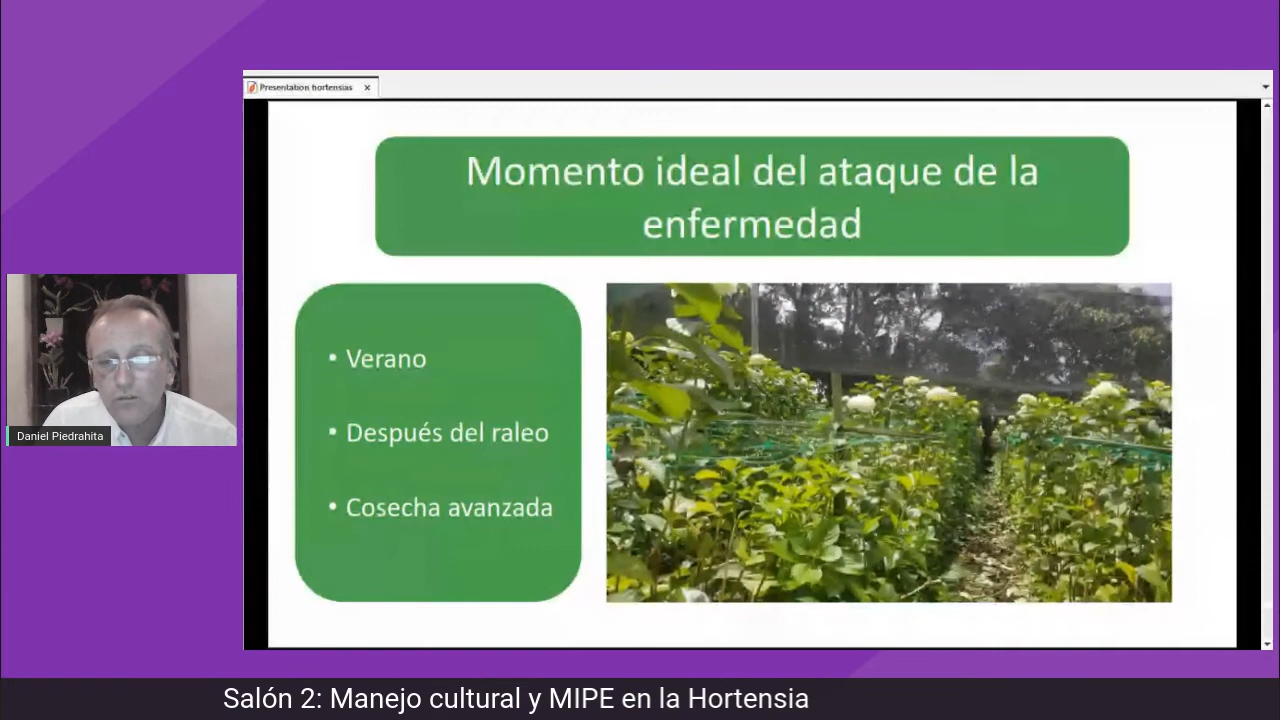 Presentation hortensias
Momento ideal del ataque de la
enfermedad
• Verano
• Después del raleo
• Cosecha avanzada
Daniel Piedrahita
Salón 2: Manejo cultural y MIPE en la Hortensia